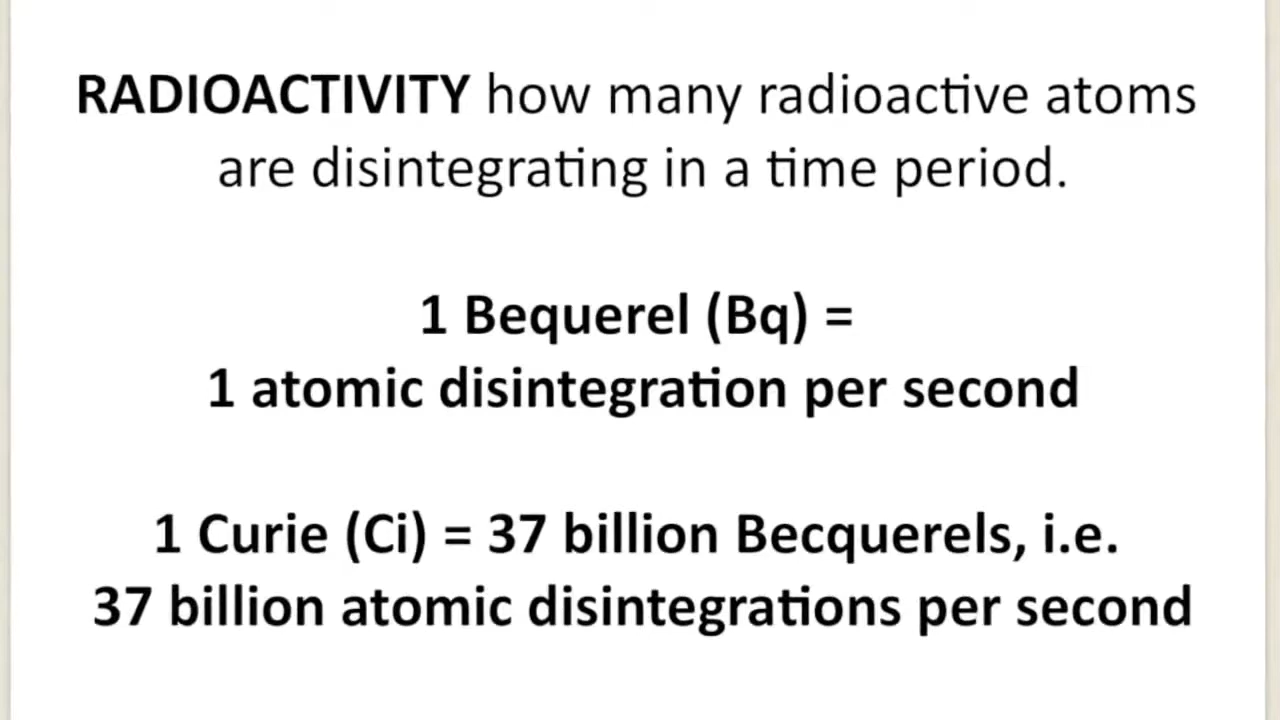 RADIOACTIVITY how many radioactive atoms
are disintegrating in a time period.
1 Bequerel (Bq) =
1 atomic disintegration per second
1 Curie (Ci) = 37 billion Becquerels, i.e.
37 billion atomic disintegrations per second